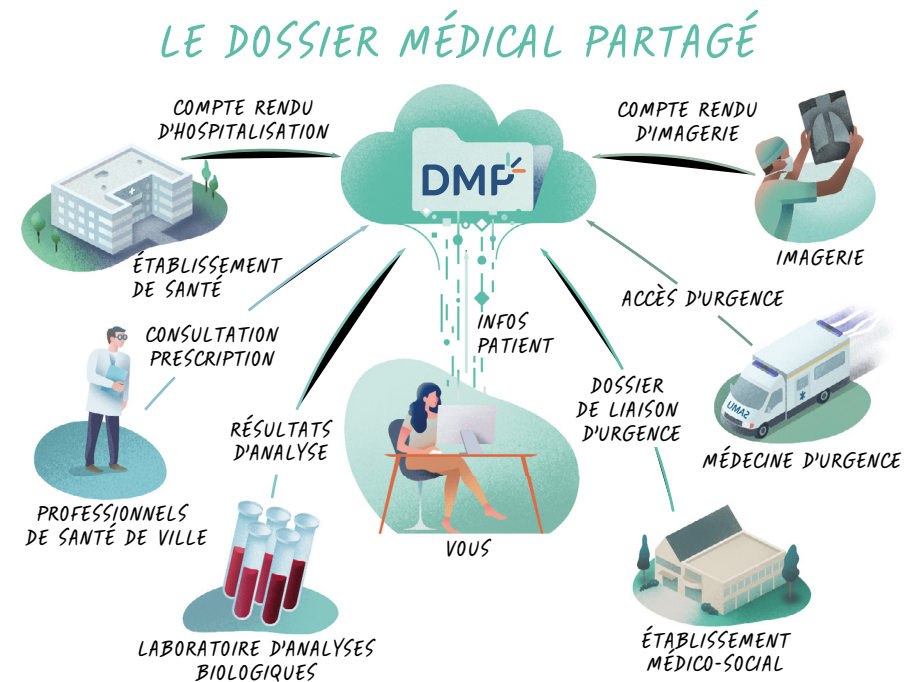 LE DOSSIER MÉDICAL PARTAGÉ
COMPTE RENDU
D'HOSPITALISATION
DMP
COMPTE RENDU
D'IMAGERIE
ÉTABLISSEMENT
DE SANTÉ
IMAGERIE
CONSULTATION
PRESCRIPTION
INFOS
PATIENT
ACCÈS D'URGENCE
RÉSULTATS
D'ANALYSE
DOSSIER
DE LIAISON
D'URGENCE
SAMU
MÉDECINE D'URGENCE
PROFESSIONNELS
DE SANTÉ DE VILLE
VOUS
LABORATOIRE D'ANALYSES
BIOLOGIQUES
ÉTABLISSEMENT
MÉDICO-SOCIAL